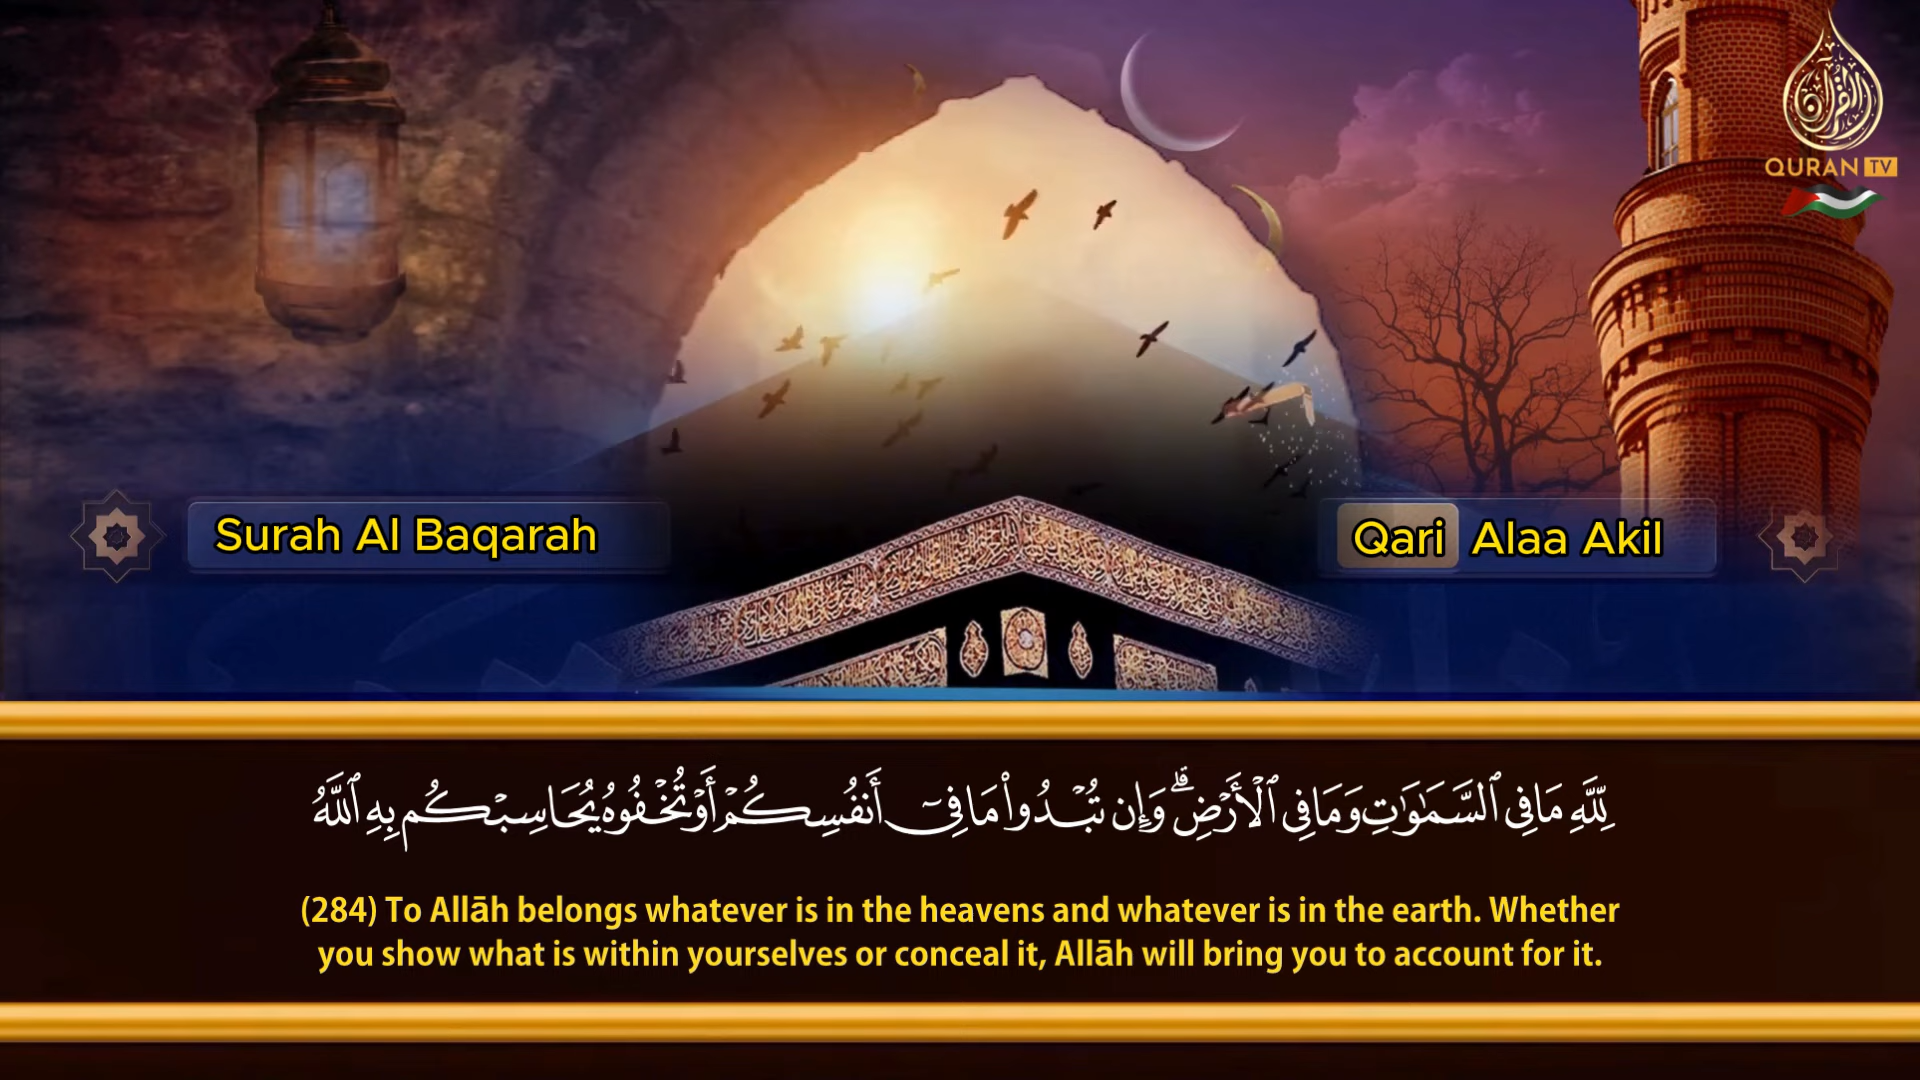 القرآن
QURAN TV
Surah Al Baqarah
Qari Alaa Akil
لِّلَّهِ مَا فِي ٱلسَّمَٰوَٰتِ وَمَا فِي ٱلْأَرْضِ ۗ وَإِن تُبْدُوا۟ مَا فِيٓ أَنفُسِكُمْ أَوْ تُخْفُوهُ يُحَاسِبْكُم بِهِ ٱللَّهُ
(284) To Allāh belongs whatever is in the heavens and whatever is in the earth. Whether
you show what is within yourselves or conceal it, Allāh will bring you to account for it.